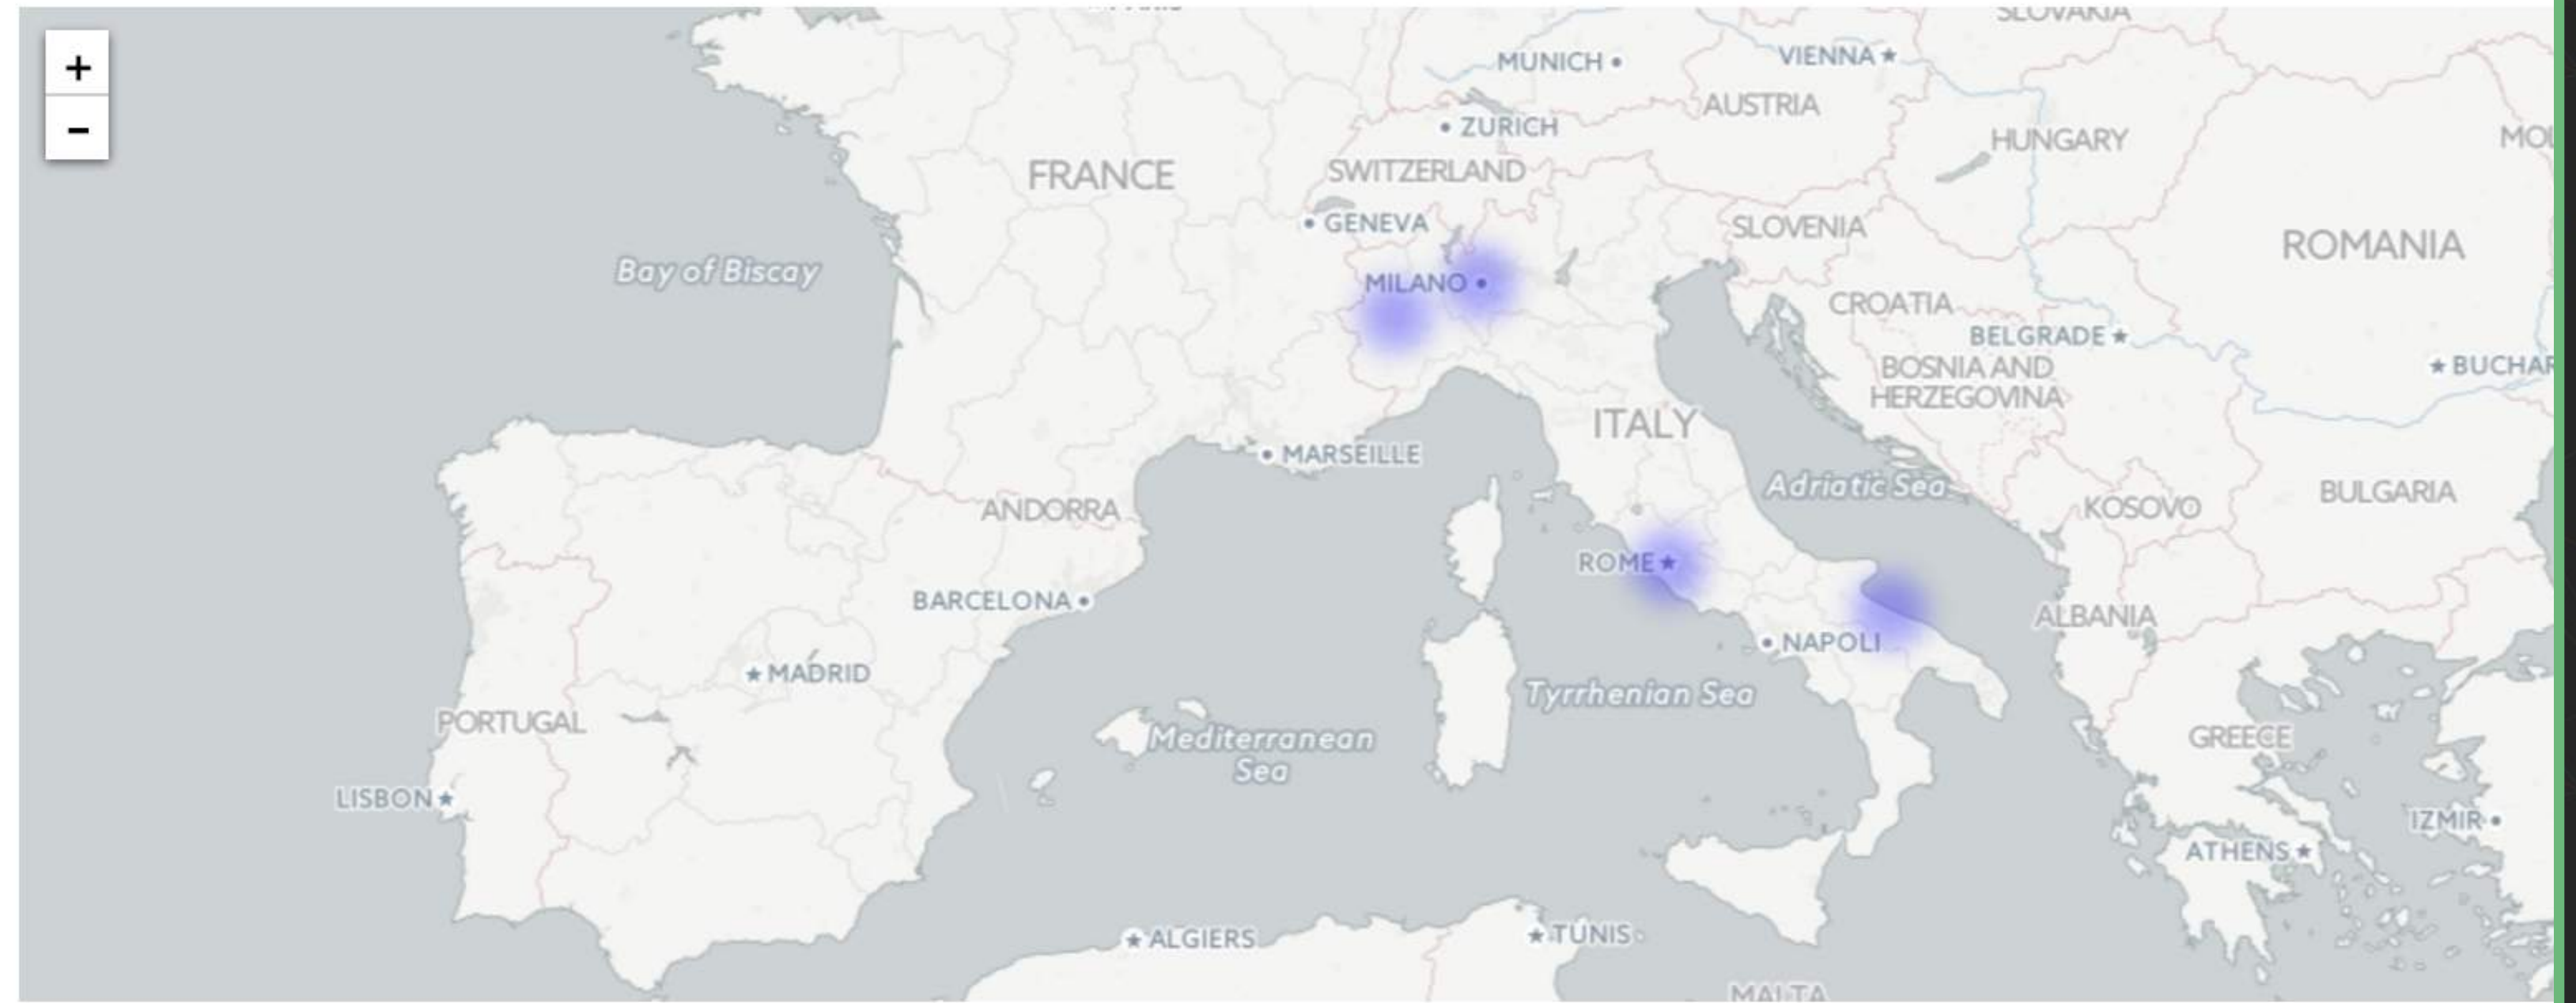 SLOVAKIA
+
MUNICH
VIENNA
−
AUSTRIA
ZURICH
HUNGARY
FRANCE
SWITZERLAND
GENEVA
SLOVENIA
ROMANIA
Bay of Biscay
MILANO
CROATIA
BELGRADE
BOSNIA AND
HERZEGOVINA
BUCHAR
ITALY
MARSEILLE
Adriatic Sea
BULGARIA
ANDORRA
KOSOVO
ROME
BARCELONA
ALBANIA
NAPOLI
MADRID
Tyrrhenian Sea
PORTUGAL
Mediterranean
Sea
GREECE
LISBON
IZMIR
ATHENS
ALGIERS
TUNIS
MALTA